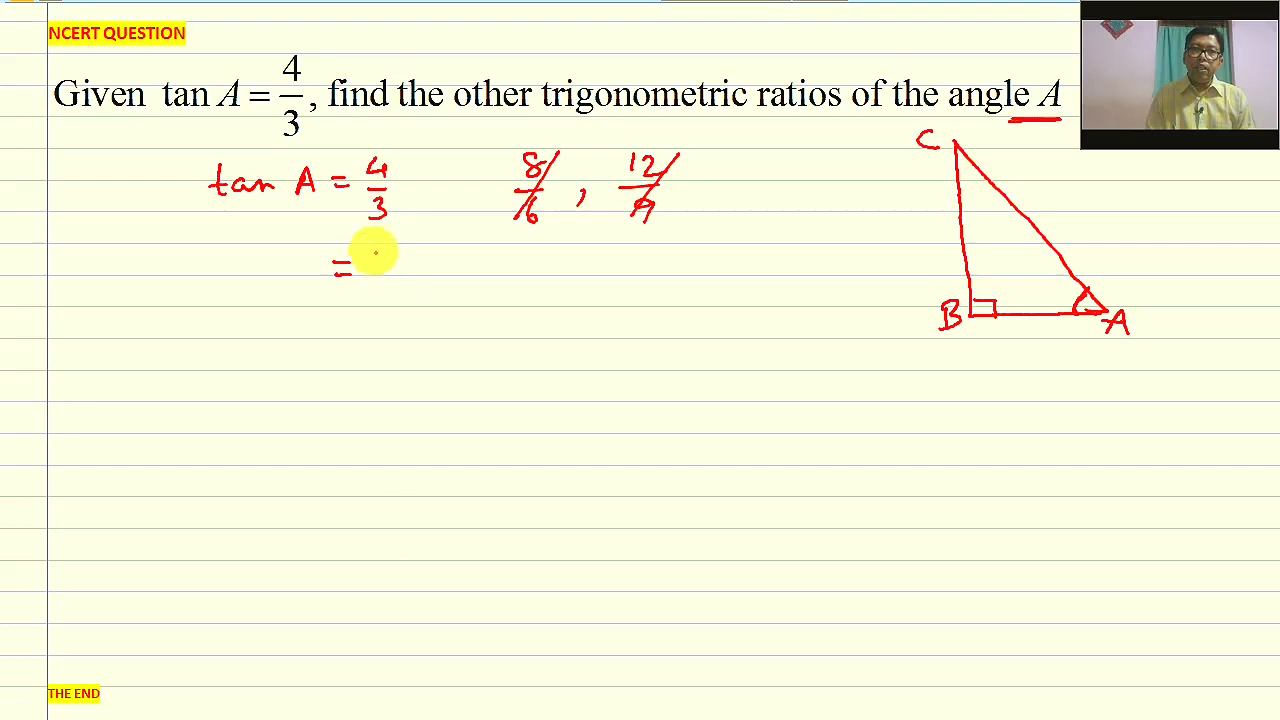 NCERT QUESTION
Given tan A = 4/3, find the other trigonometric ratios of the angle A
tan A = 4/3 8/6 , 12/9
=
C
B
A
THE END